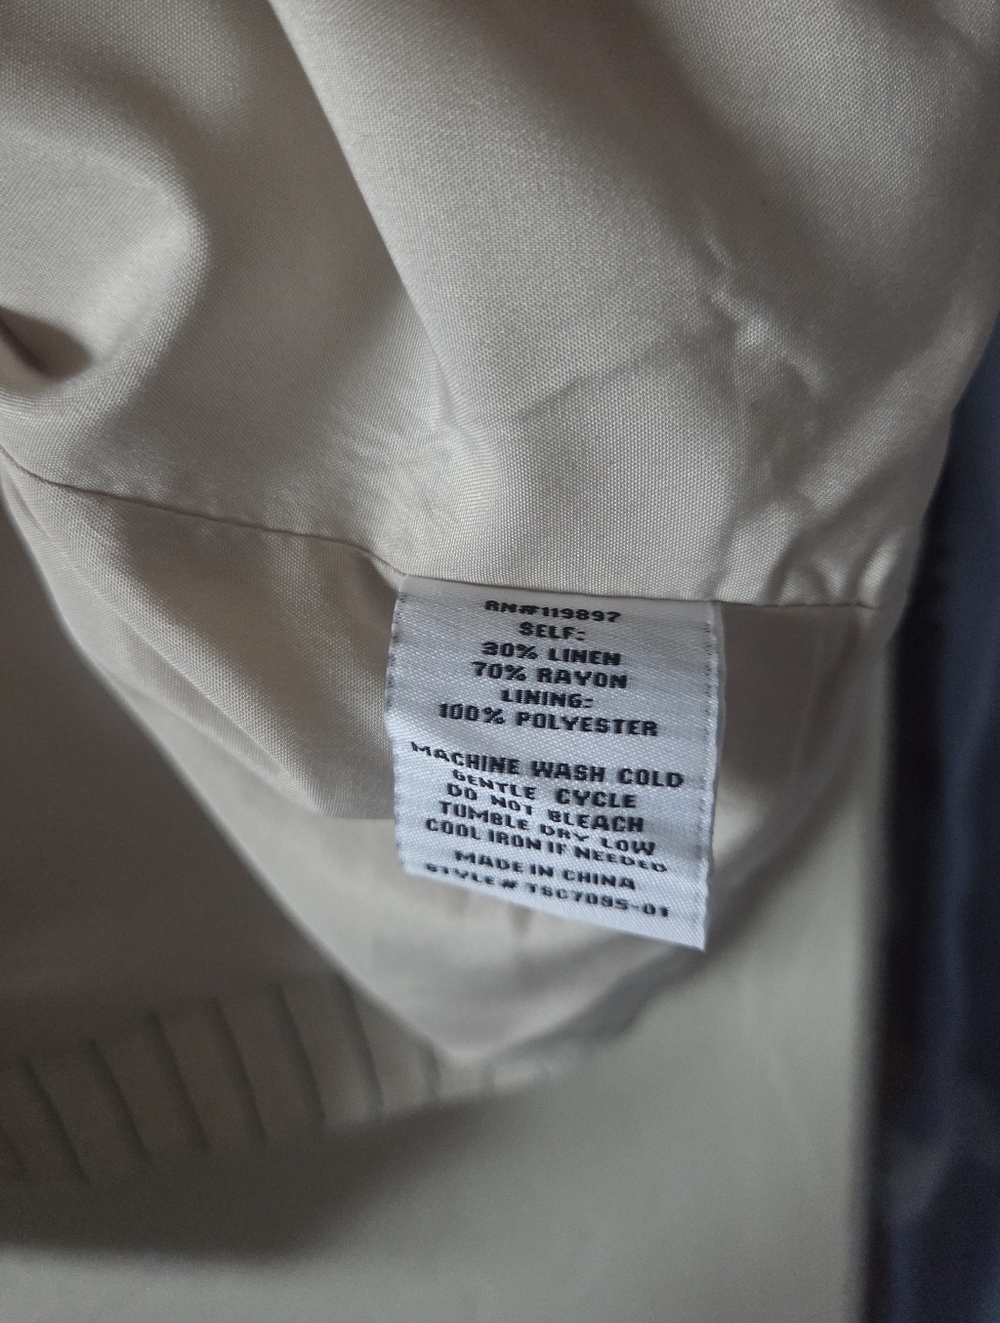 RN#119897
SELF:
30% LINEN
70% RAYON
LINING:
100% POLYESTER
MACHINE WASH COLD
GENTLE CYCLE
DO NOT BLEACH
TUMBLE DRY LOW
COOL IRON IF NEEDED
MADE IN CHINA
STYLE# TSC7095-01